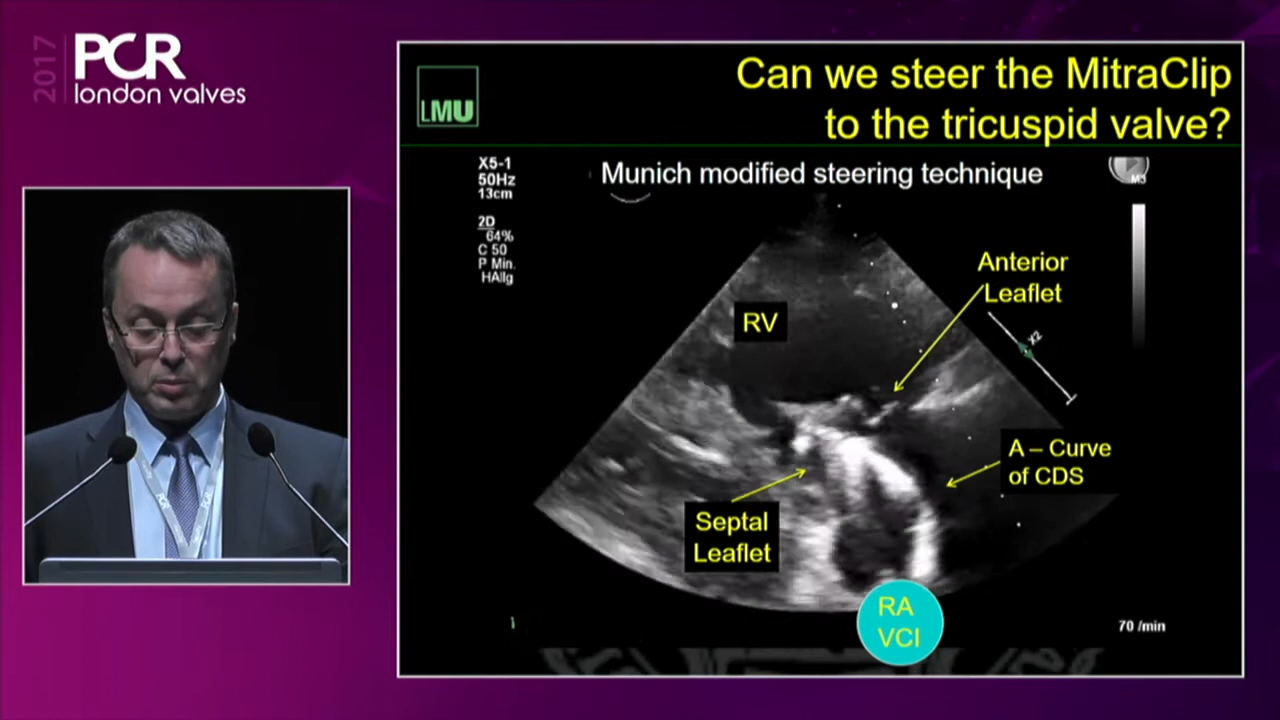 2017
PCR
london valves
LMU
Can we steer the MitraClip
to the tricuspid valve?
Munich modified steering technique
X5-1
50Hz
13cm
2D
64%
C 50
P Min.
HAllg
M3
RV
Anterior
Leaflet
X2
A – Curve
of CDS
Septal
Leaflet
RA
VCI
70 /min